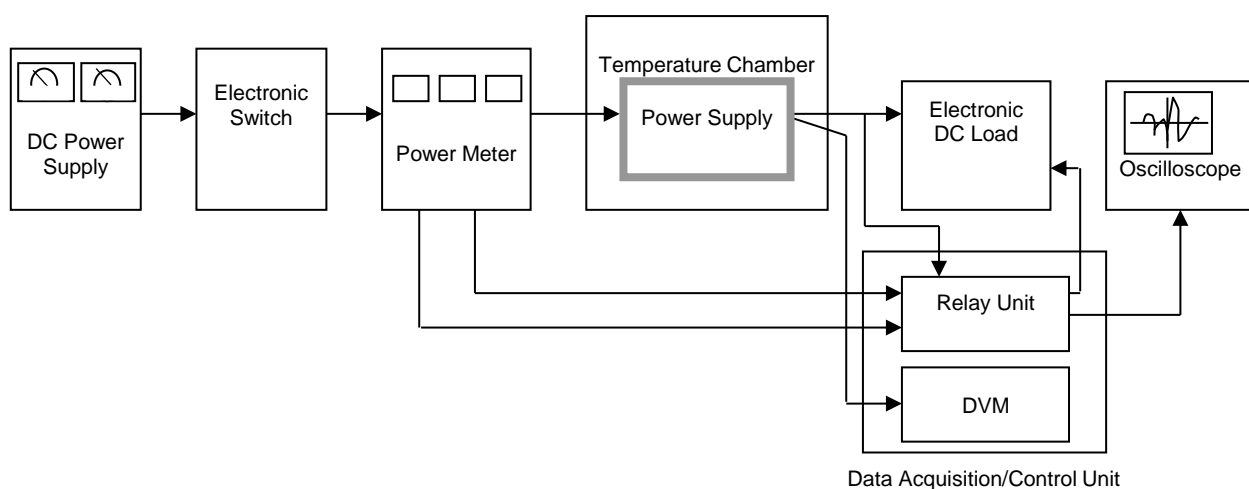 DC Power
Supply
Electronic
Switch
Power Meter
Temperature Chamber
Power Supply
Electronic
DC Load
Oscilloscope
Relay Unit
DVM
Data Acquisition/Control Unit